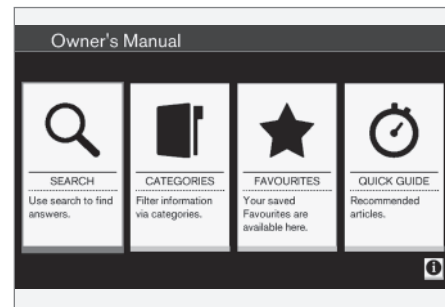 Owner's Manual
SEARCH
Use search to find
answers.
CATEGORIES
Filter information
via categories.
FAVOURITES
Your saved
Favourites are
available here.
QUICK GUIDE
Recommended
articles.
i